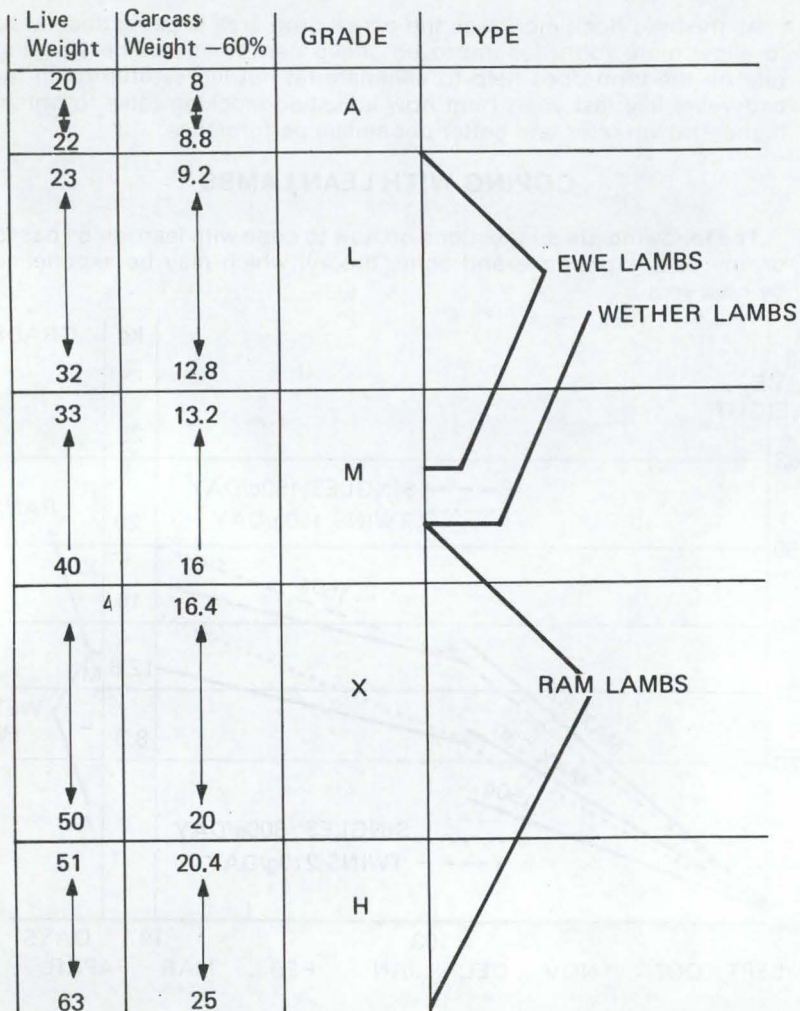 Live Weight Carcass Weight –60% GRADE TYPE
20 8
A
22 8.8
23 9.2
L
EWE LAMBS
WETHER LAMBS
32 12.8
33 13.2
M
40 16
4 16.4
X RAM LAMBS
50 20
51 20.4
H
63 25